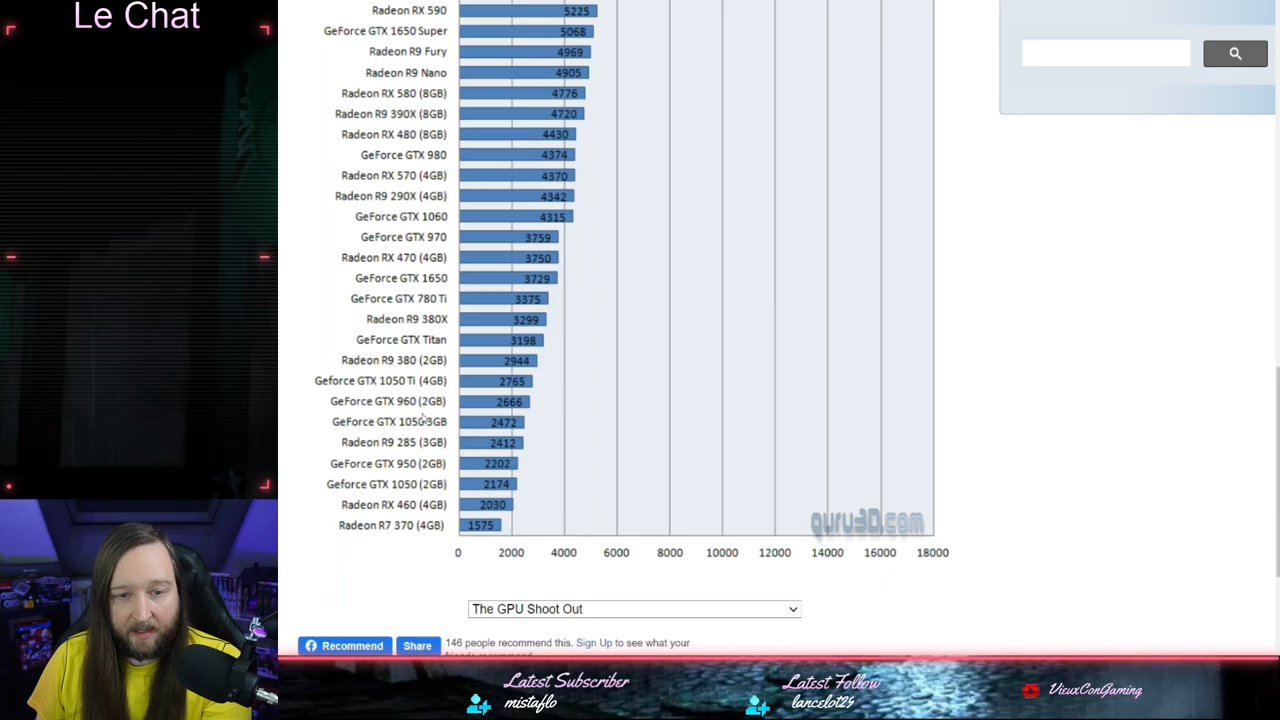 Le Chat
Radeon RX 590 5225
GeForce GTX 1650 Super 5068
Radeon R9 Fury 4969
Radeon R9 Nano 4905
Radeon RX 580 (8GB) 4776
Radeon R9 390X (8GB) 4720
Radeon RX 480 (8GB) 4430
GeForce GTX 980 4374
Radeon RX 570 (4GB) 4370
Radeon R9 290X (4GB) 4342
GeForce GTX 1060 4315
GeForce GTX 970 3759
Radeon RX 470 (4GB) 3750
GeForce GTX 1650 3729
GeForce GTX 780 Ti 3375
Radeon R9 380X 3299
GeForce GTX Titan 3198
Radeon R9 380 (2GB) 2944
Geforce GTX 1050 Ti (4GB) 2765
GeForce GTX 960 (2GB) 2666
GeForce GTX 1050 3GB 2472
Radeon R9 285 (3GB) 2412
GeForce GTX 950 (2GB) 2202
Geforce GTX 1050 (2GB) 2174
Radeon RX 460 (4GB) 2030
Radeon R7 370 (4GB) 1575
guru3D.com
0 2000 4000 6000 8000 10000 12000 14000 16000 18000
The GPU Shoot Out
Recommend Share 146 people recommend this. Sign Up to see what your
friends recommend.
Latest Subscriber
mistaflo
Latest Follow
lancelot25
VieuxConGaming